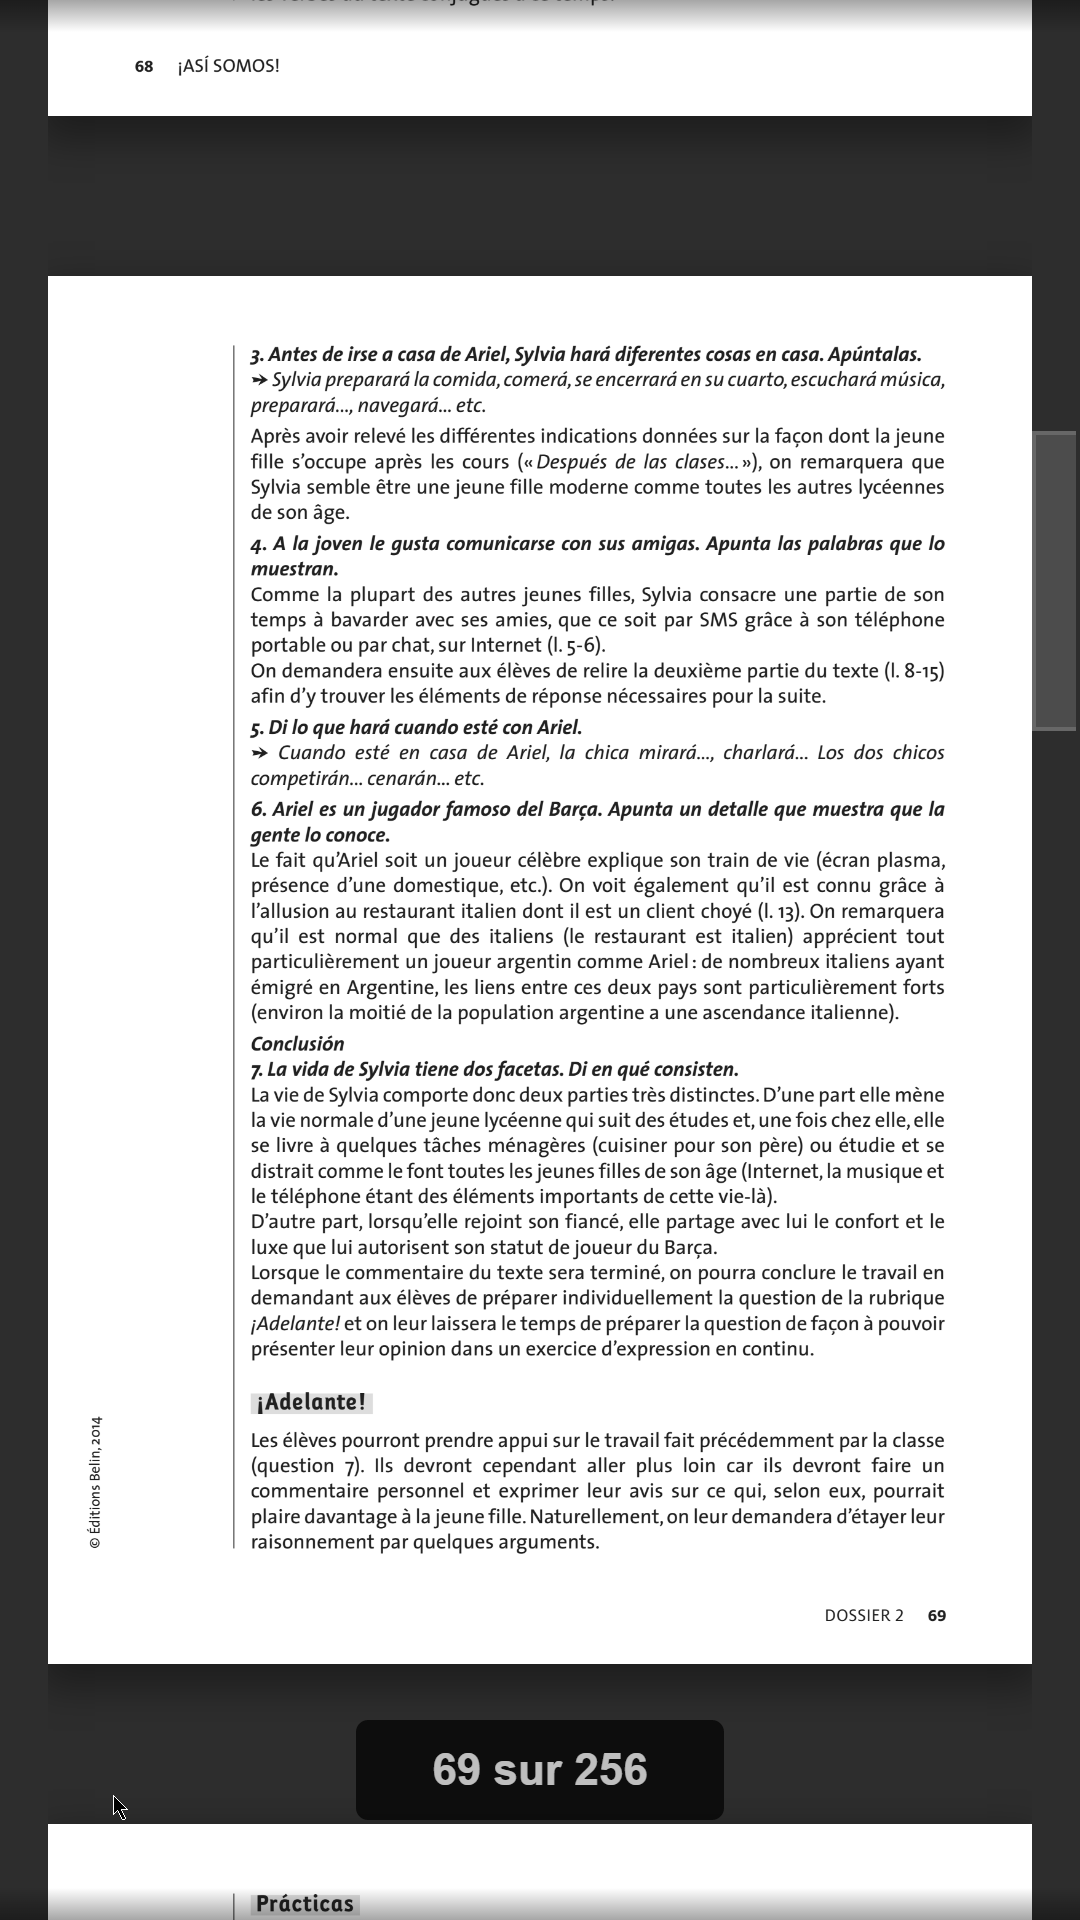 68 ¡ASÍ SOMOS!
3. Antes de irse a casa de Ariel, Sylvia hará diferentes cosas en casa. Apúntalas.
➛ Sylvia preparará la comida, comerá, se encerrará en su cuarto, escuchará música,
preparará..., navegará... etc.
Après avoir relevé les différentes indications données sur la façon dont la jeune
fille s’occupe après les cours (« Después de las clases... »), on remarquera que
Sylvia semble être une jeune fille moderne comme toutes les autres lycéennes
de son âge.
4. A la joven le gusta comunicarse con sus amigas. Apunta las palabras que lo
muestran.
Comme la plupart des autres jeunes filles, Sylvia consacre une partie de son
temps à bavarder avec ses amies, que ce soit par SMS grâce à son téléphone
portable ou par chat, sur Internet (l. 5-6).
On demandera ensuite aux élèves de relire la deuxième partie du texte (l. 8-15)
afin d’y trouver les éléments de réponse nécessaires pour la suite.
5. Di lo que hará cuando esté con Ariel.
➛ Cuando esté en casa de Ariel, la chica mirará..., charlará... Los dos chicos
competirán... cenarán... etc.
6. Ariel es un jugador famoso del Barça. Apunta un detalle que muestra que la
gente lo conoce.
Le fait qu’Ariel soit un joueur célèbre explique son train de vie (écran plasma,
présence d’une domestique, etc.). On voit également qu’il est connu grâce à
l’allusion au restaurant italien dont il est un client choyé (l. 13). On remarquera
qu’il est normal que des italiens (le restaurant est italien) apprécient tout
particulièrement un joueur argentin comme Ariel : de nombreux italiens ayant
émigré en Argentine, les liens entre ces deux pays sont particulièrement forts
(environ la moitié de la population argentine a une ascendance italienne).
Conclusión
7. La vida de Sylvia tiene dos facetas. Di en qué consisten.
La vie de Sylvia comporte donc deux parties très distinctes. D’une part elle mène
la vie normale d’une jeune lycéenne qui suit des études et, une fois chez elle, elle
se livre à quelques tâches ménagères (cuisiner pour son père) ou étudie et se
distrait comme le font toutes les jeunes filles de son âge (Internet, la musique et
le téléphone étant des éléments importants de cette vie-là).
D’autre part, lorsqu’elle rejoint son fiancé, elle partage avec lui le confort et le
luxe que lui autorisent son statut de joueur du Barça.
Lorsque le commentaire du texte sera terminé, on pourra conclure le travail en
demandant aux élèves de préparer individuellement la question de la rubrique
¡Adelante! et on leur laissera le temps de préparer la question de façon à pouvoir
présenter leur opinion dans un exercice d’expression en continu.
¡Adelante!
Les élèves pourront prendre appui sur le travail fait précédemment par la classe
(question 7). Ils devront cependant aller plus loin car ils devront faire un
commentaire personnel et exprimer leur avis sur ce qui, selon eux, pourrait
plaire davantage à la jeune fille. Naturellement, on leur demandera d’étayer leur
raisonnement par quelques arguments.
© Éditions Belin, 2014
DOSSIER 2 69
69 sur 256
Prácticas